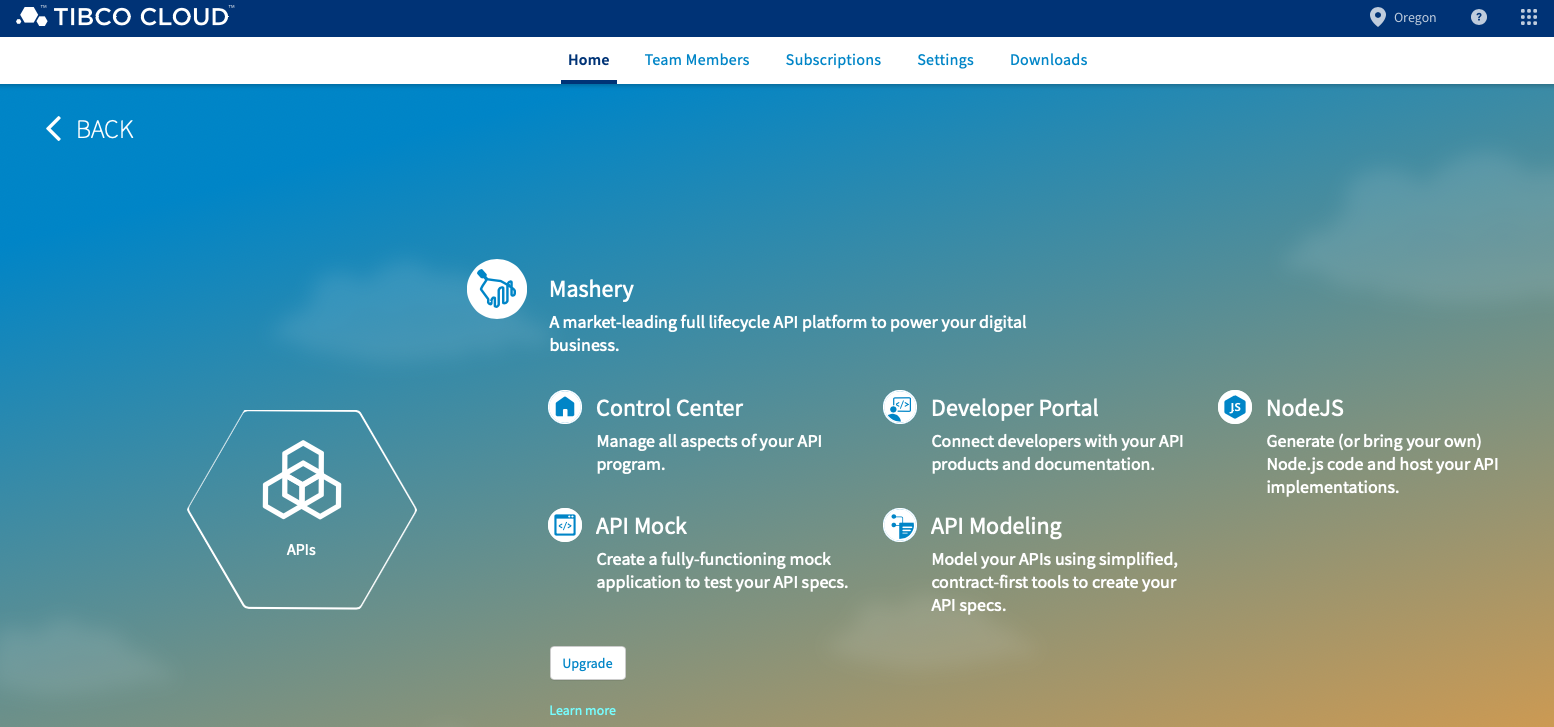 TIBCO CLOUD™
Oregon
?
Home
Team Members
Subscriptions
Settings
Downloads
BACK
Mashery
A market-leading full lifecycle API platform to power your digital
business.
APIs
Control Center
Manage all aspects of your API
program.
Developer Portal
Connect developers with your API
products and documentation.
JS
NodeJS
Generate (or bring your own)
Node.js code and host your API
implementations.
</>
API Mock
Create a fully-functioning mock
application to test your API specs.
API Modeling
Model your APIs using simplified,
contract-first tools to create your
API specs.
Upgrade
Learn more